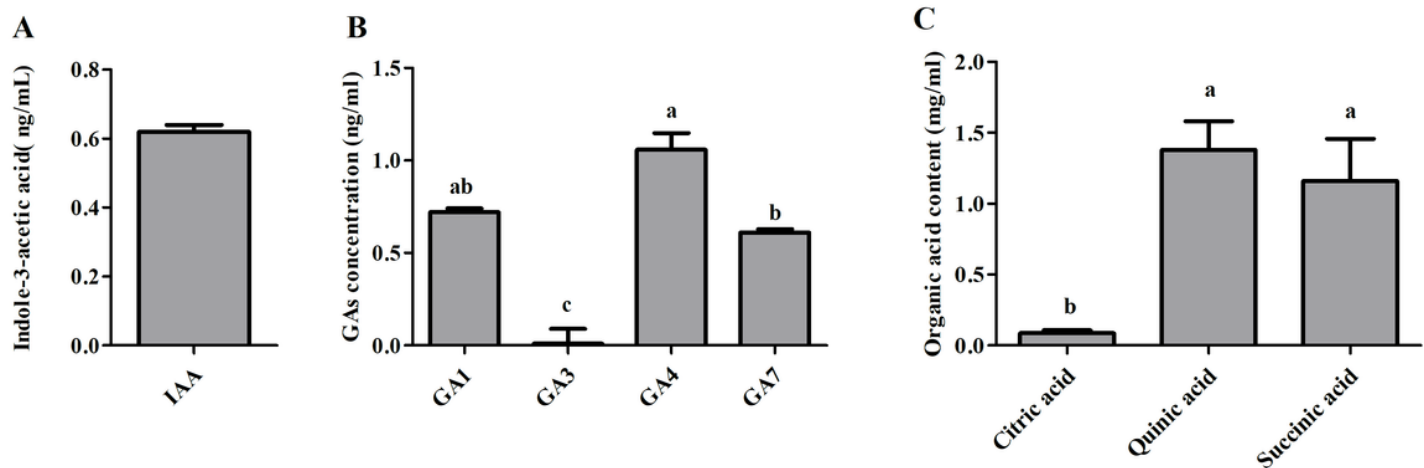 A
Indole-3-acetic acid( ng/mL)
0.8
0.6
0.4
0.2
0.0
IAA
B
GAs concentration (ng/ml)
1.5
1.0
0.5
0.0
ab
c
a
b
GA1
GA3
GA4
GA7
C
Organic acid content (mg/ml)
2.0
1.5
1.0
0.5
0.0
b
a
a
Citric acid
Quinic acid
Succinic acid